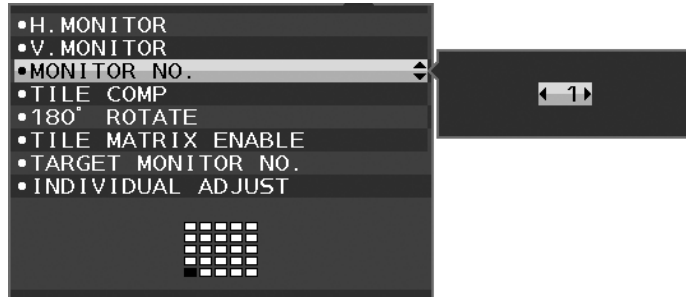 •H.MONITOR
•V.MONITOR
•MONITOR NO.
1
•TILE COMP
•180° ROTATE
•TILE MATRIX ENABLE
•TARGET MONITOR NO.
•INDIVIDUAL ADJUST